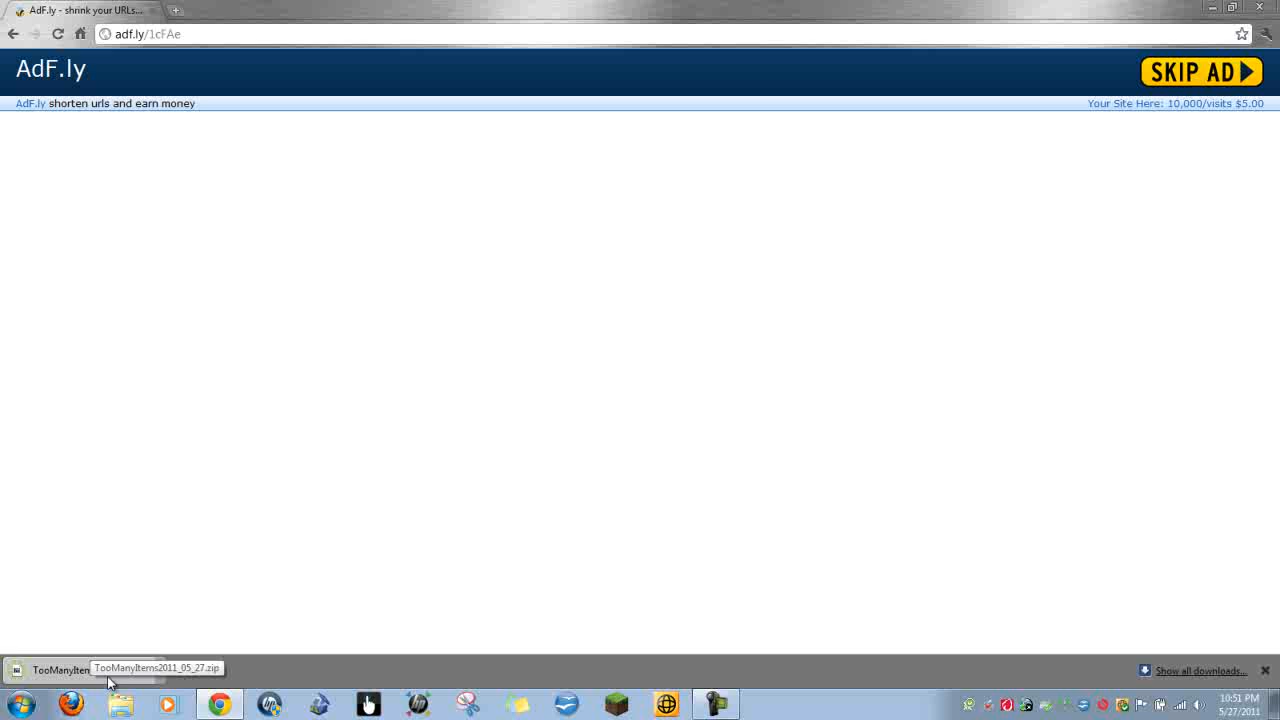 AdF.ly - shrink your URLs...
adf.ly/1cFAe
AdF.ly
SKIP AD
AdF.ly shorten urls and earn money
Your Site Here: 10,000/visits $5.00
TooManyItem
TooManyItems2011_05_27.zip
Show all downloads...
10:51 PM
5/27/2011